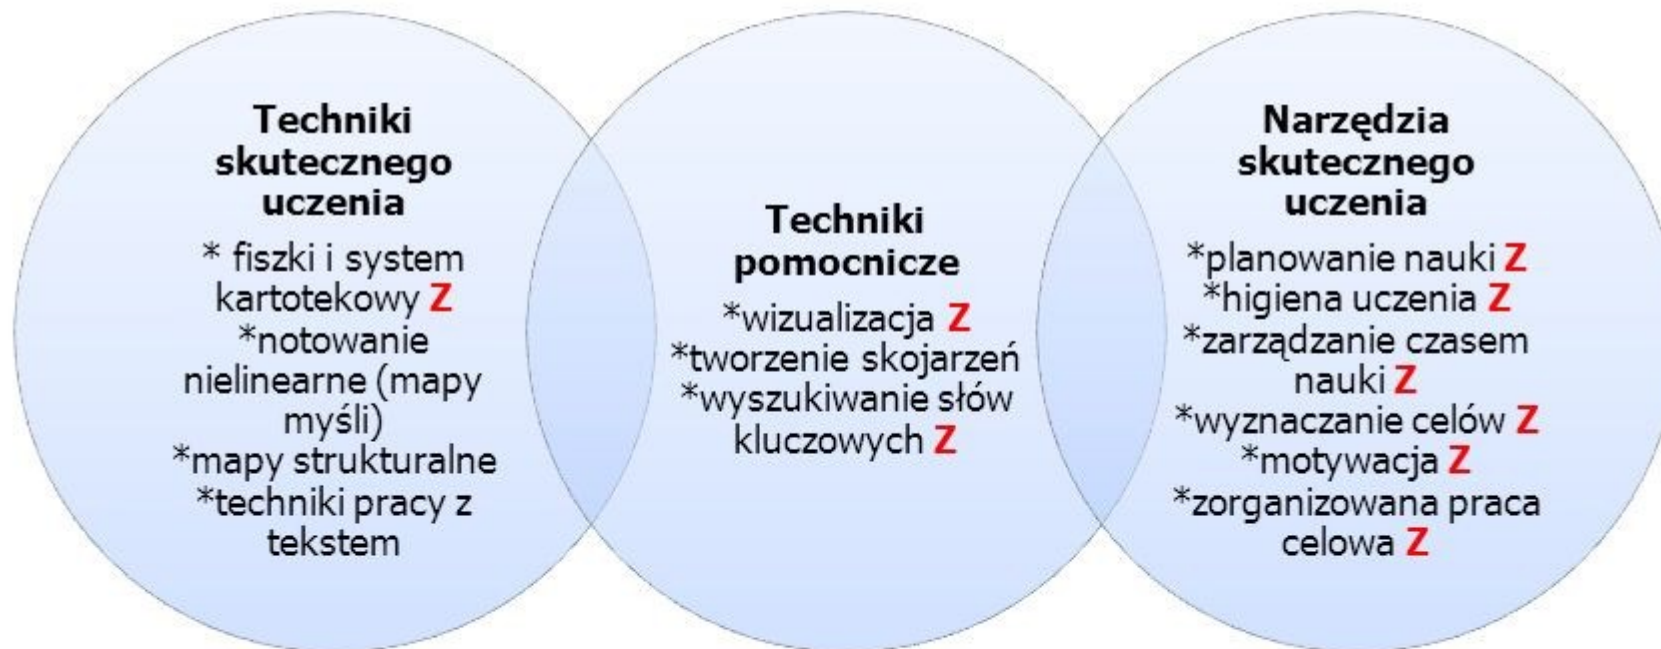 Techniki
skutecznego
uczenia
* fiszki i system
kartotekowy Z
*notowanie
nielinearne (mapy
myśli)
*mapy strukturalne
*techniki pracy z
tekstem
Techniki
pomocnicze
*wizualizacja Z
*tworzenie skojarzeń
*wyszukiwanie słów
kluczowych Z
Narzędzia
skutecznego
uczenia
*planowanie nauki Z
*higiena uczenia Z
*zarządzanie czasem
nauki Z
*wyznaczanie celów Z
*motywacja Z
*zorganizowana praca
celowa Z